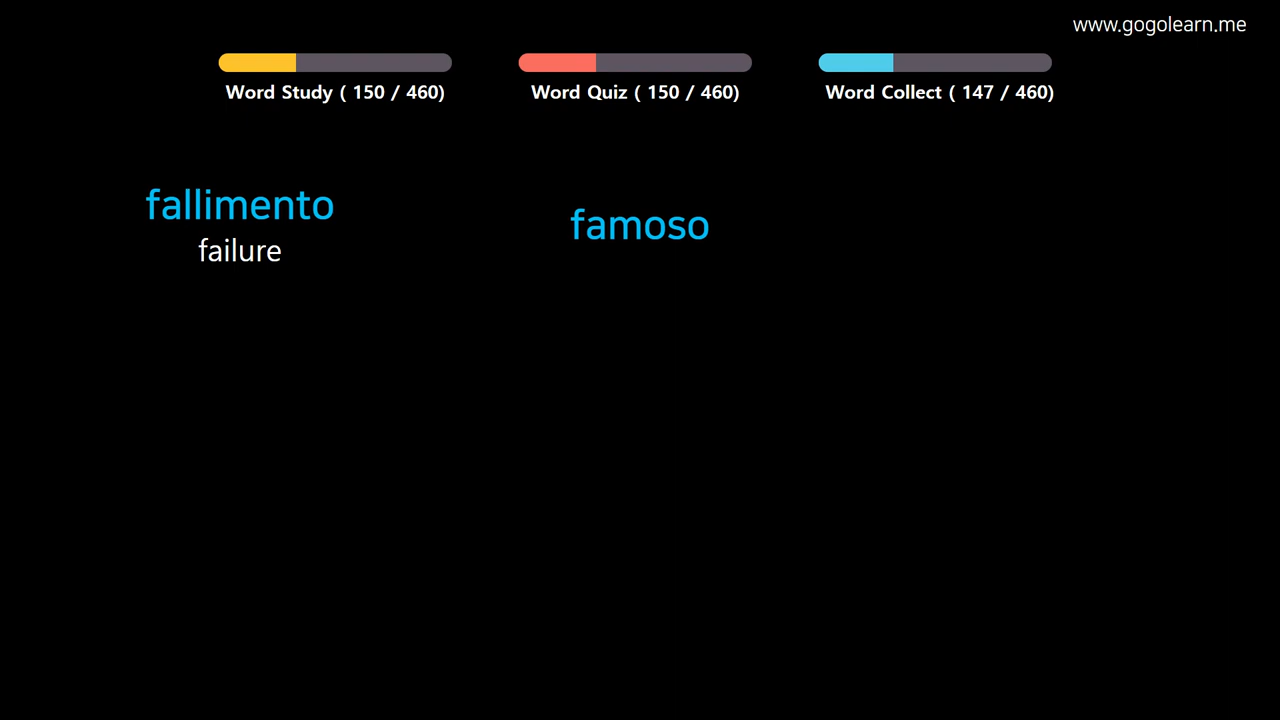 www.gogolearn.me
Word Study ( 150 / 460)
Word Quiz ( 150 / 460)
Word Collect ( 147 / 460)
fallimento
failure
famoso